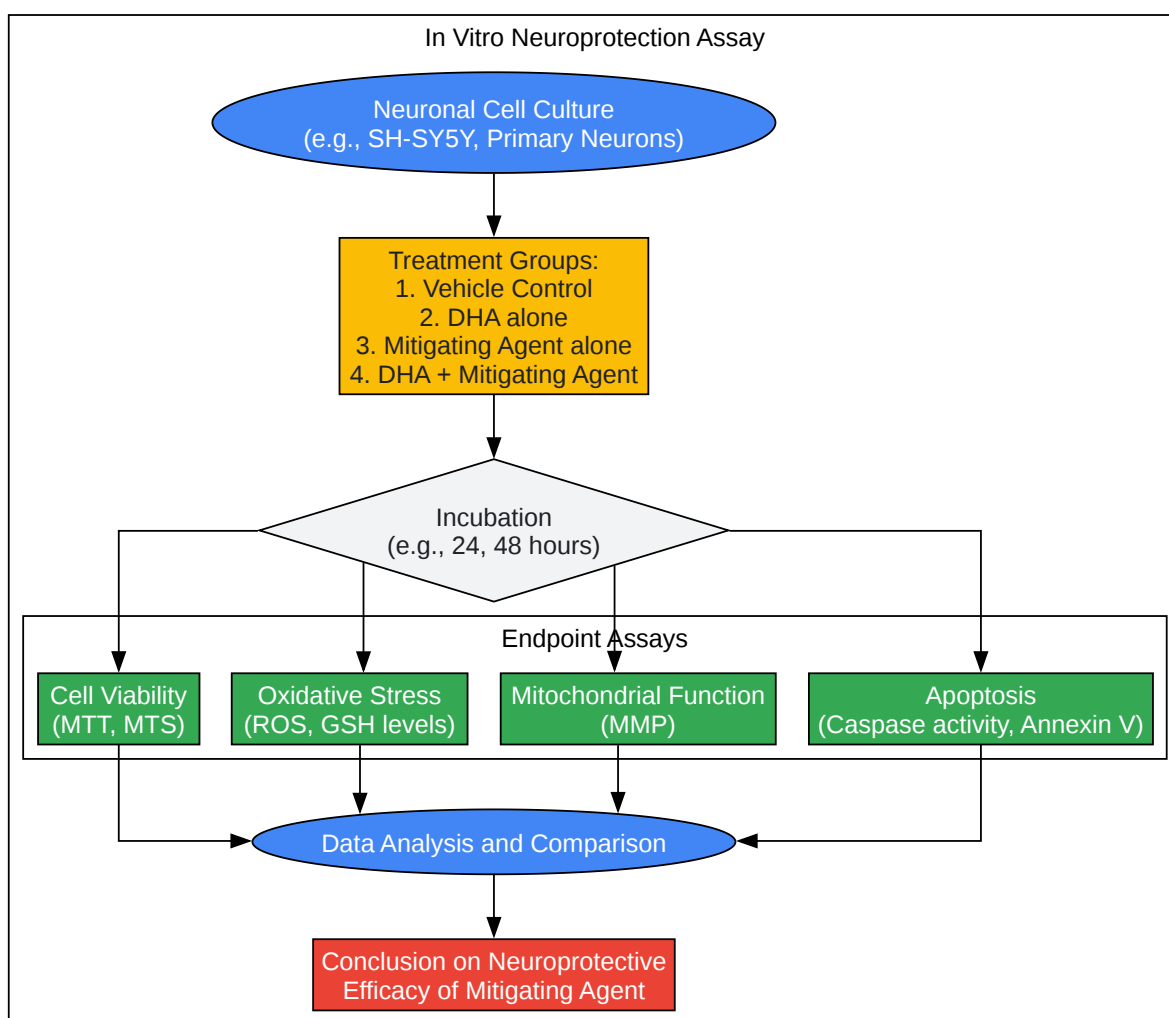 In Vitro Neuroprotection Assay
Neuronal Cell Culture
(e.g., SH-SY5Y, Primary Neurons)
Treatment Groups:
1. Vehicle Control
2. DHA alone
3. Mitigating Agent alone
4. DHA + Mitigating Agent
Incubation
(e.g., 24, 48 hours)
Endpoint Assays
Cell Viability
(MTT, MTS)
Oxidative Stress
(ROS, GSH levels)
Mitochondrial Function
(MMP)
Apoptosis
(Caspase activity, Annexin V)
Data Analysis and Comparison
Conclusion on Neuroprotective
Efficacy of Mitigating Agent